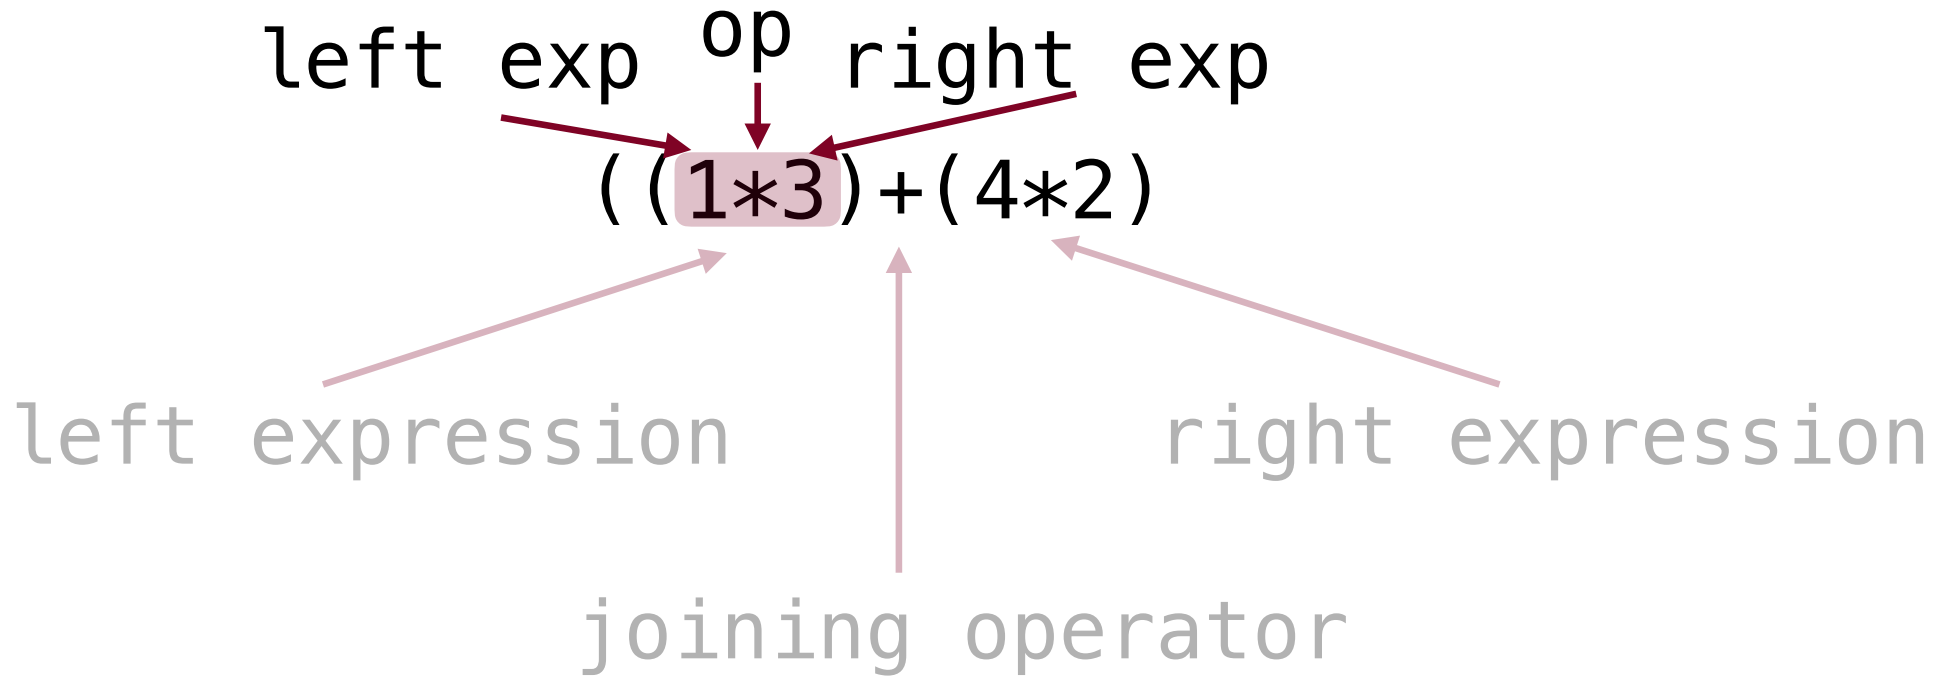 left exp op right exp
((1*3)+(4*2)
left expression right expression
joining operator